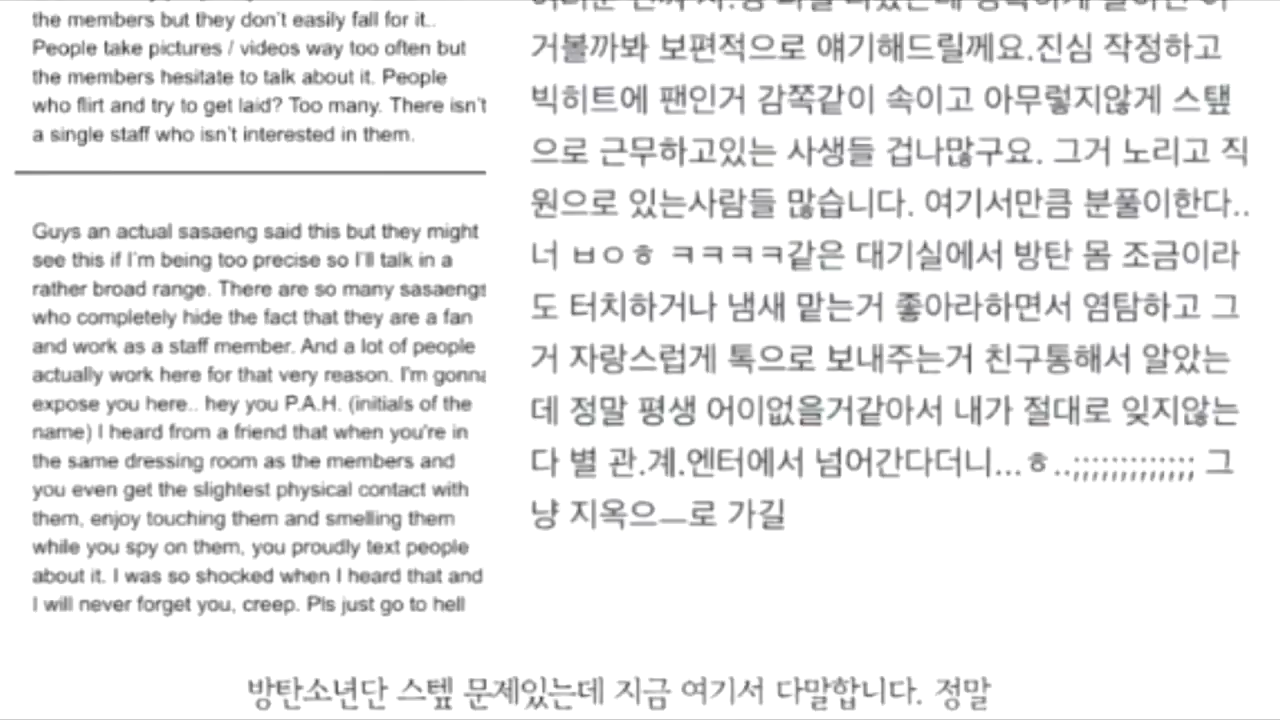 the members but they don't easily fall for it..
People take pictures / videos way too often but
the members hesitate to talk about it. People
who flirt and try to get laid? Too many. There isn't
a single staff who isn't interested in them.
Guys an actual sasaeng said this but they might
see this if I'm being too precise so I'll talk in a
rather broad range. There are so many sasaengs
who completely hide the fact that they are a fan
and work as a staff member. And a lot of people
actually work here for that very reason. I'm gonna
expose you here.. hey you P.A.H. (initials of the
name) I heard from a friend that when you're in
the same dressing room as the members and
you even get the slightest physical contact with
them, enjoy touching them and smelling them
while you spy on them, you proudly text people
about it. I was so shocked when I heard that and
I will never forget you, creep. Pls just go to hell
거볼까봐 보편적으로 얘기해드릴께요.진심 작정하고
빅히트에 팬인거 감쪽같이 속이고 아무렇지않게 스탶
으로 근무하고있는 사생들 겁나많구요. 그거 노리고 직
원으로 있는사람들 많습니다. 여기서만큼 분풀이한다..
너 ㅂㅇㅎ ㅋㅋㅋㅋ같은 대기실에서 방탄 몸 조금이라
도 터치하거나 냄새 맡는거 좋아라하면서 염탐하고 그
거 자랑스럽게 톡으로 보내주는거 친구통해서 알았는
데 정말 평생 어이없을거같아서 내가 절대로 잊지않는
다 별 관.계.엔터에서 넘어간다더니...ㅎ..;;;;;;;;;;;;; 그
냥 지옥으ㅡ로 가길
방탄소년단 스텦 문제있는데 지금 여기서 다말합니다. 정말